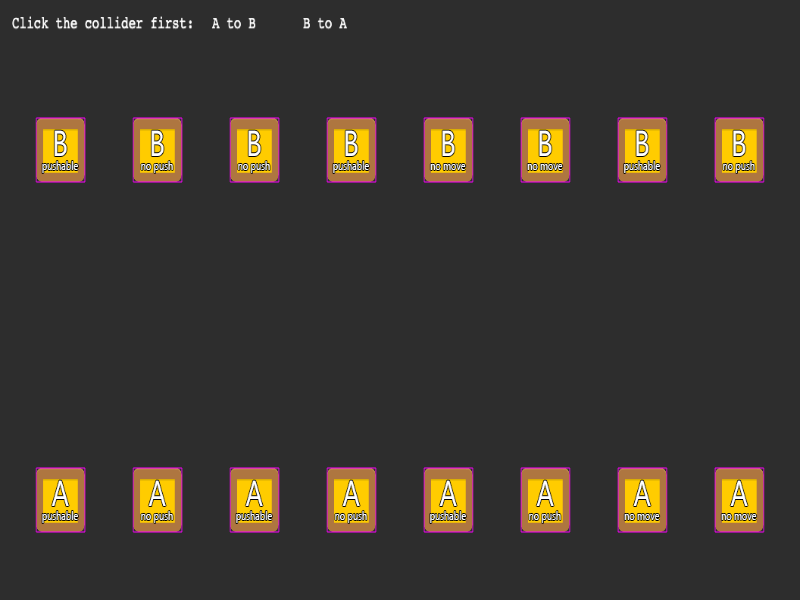 Click the collider first: A to B B to A
B B B B B B B B
pushable no push no push pushable no move no move pushable no push
A A A A A A A A
pushable no push pushable no push pushable no push no move no move